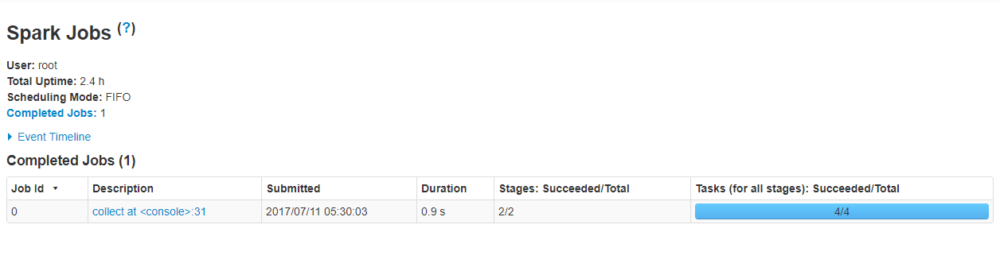 Spark Jobs (?)
User: root
Total Uptime: 2.4 h
Scheduling Mode: FIFO
Completed Jobs: 1
Event Timeline
Completed Jobs (1)
Job Id ▾ Description Submitted Duration Stages: Succeeded/Total Tasks (for all stages): Succeeded/Total
0 collect at <console>:31 2017/07/11 05:30:03 0.9 s 2/2 4/4